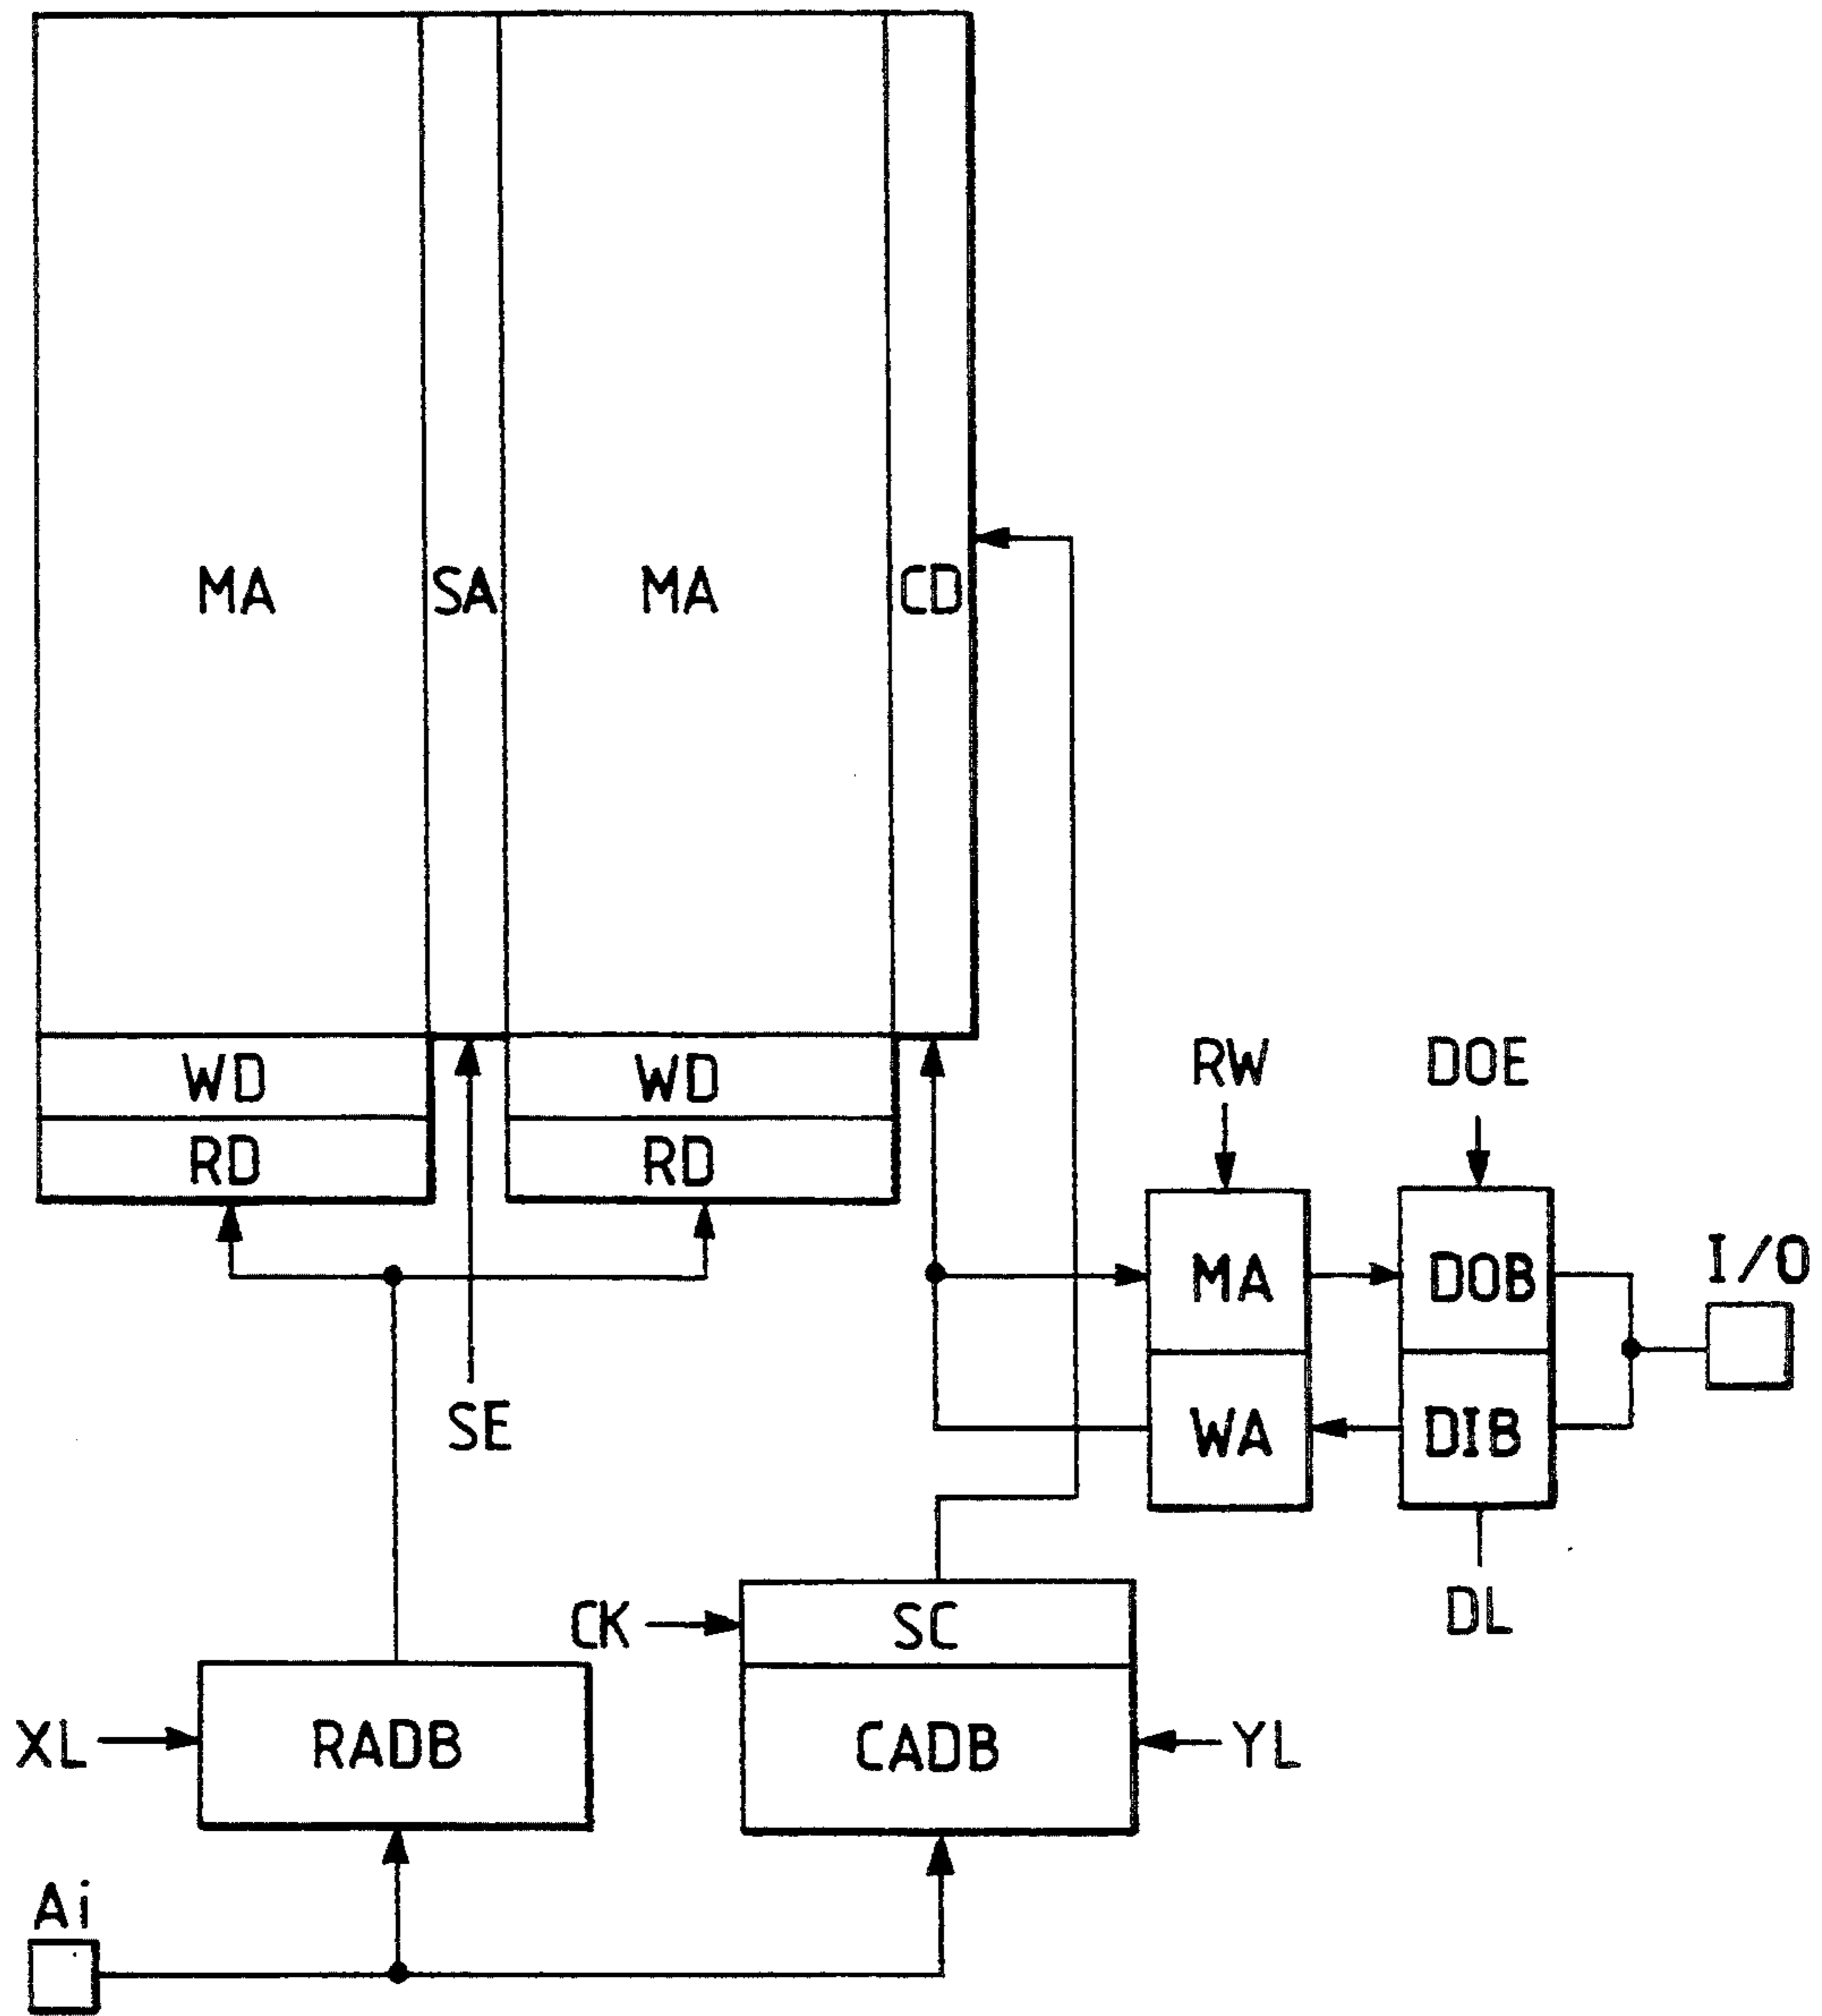 MA SA MA CD
WD WD RW DOE
RD RD
MA DOB I/O
SE WA DIB
CK SC DL
XL RADB CADB YL
Ai